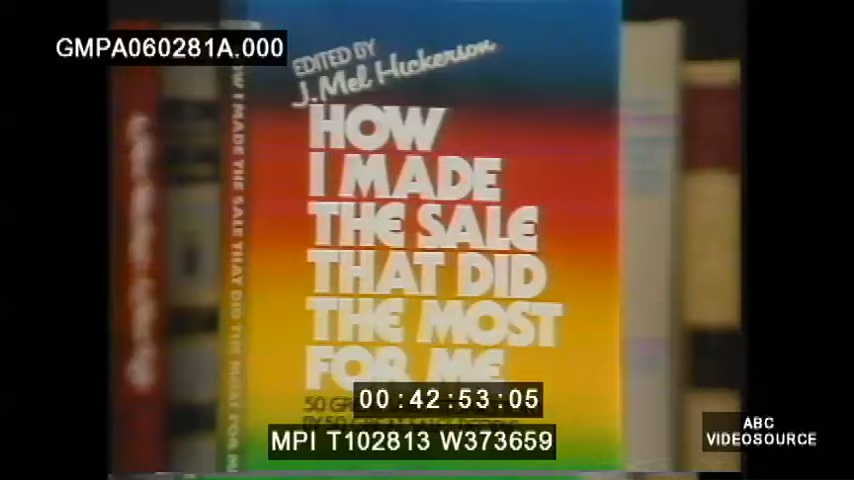 GMPA060281A.000
EDITED BY
J. Mel Hickerson
HOW
I MADE
THE SALE
THAT DID
THE MOST
FOR ME
HOW I MADE THE SALE THAT DID THE MOST FOR
00:42:53:05
50
MPI T102813 W373659
ABC
VIDEOSOURCE